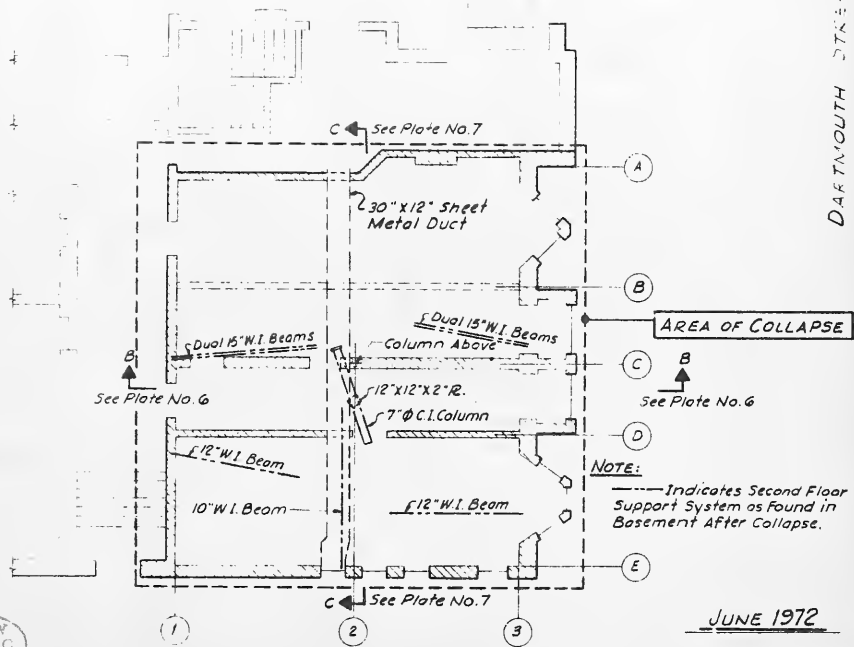 DARTMOUTH
C See Plate No.7
A
30"x12" Sheet
Metal Duct
B
Dual 15"W.I. Beams
Dual 15"W.I. Beams
AREA OF COLLAPSE
Column Above
C
B
See Plate No.6
B
See Plate No.6
12"x12"x2" PL.
7"Φ C.I. Column
D
12"W.I. Beam
NOTE:
Indicates Second Floor
Support System as Found in
Basement After Collapse.
10"W.I. Beam
12"W.I. Beam
E
C See Plate No.7
1
2
3
JUNE 1972